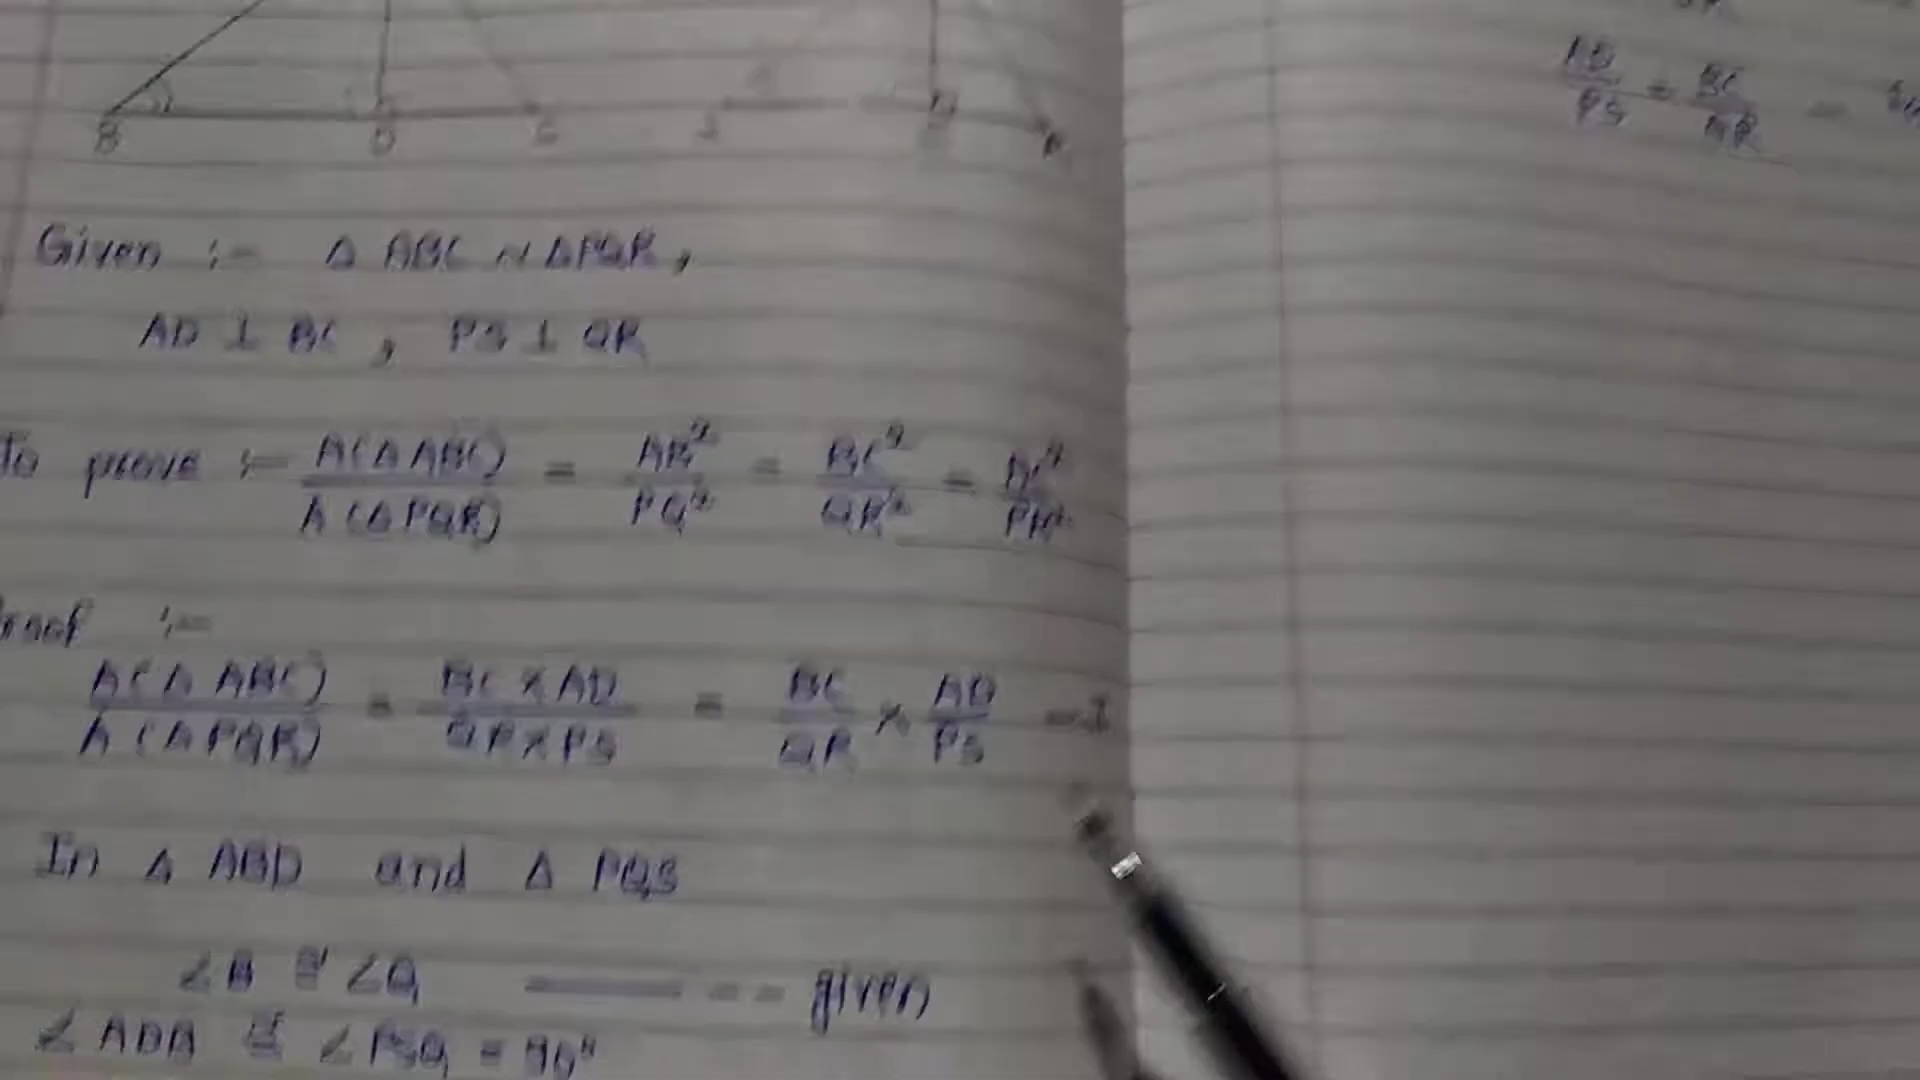 B D C
Given :- Δ ABC ~ Δ PQR,
AD ⊥ BC , PS ⊥ QR
To prove :- A(Δ ABC) / A(Δ PQR) = AB² / PQ² = BC² / QR² = AC² / PR²
Proof :-
A(Δ ABC) / A(Δ PQR) = BC × AD / QR × PS = BC / QR × AD / PS - I
In Δ ABD and Δ PQS
∠B ≅ ∠Q ——— -- given
∠ADB ≅ ∠PSQ = 90°
AD / PS = BC / QR -